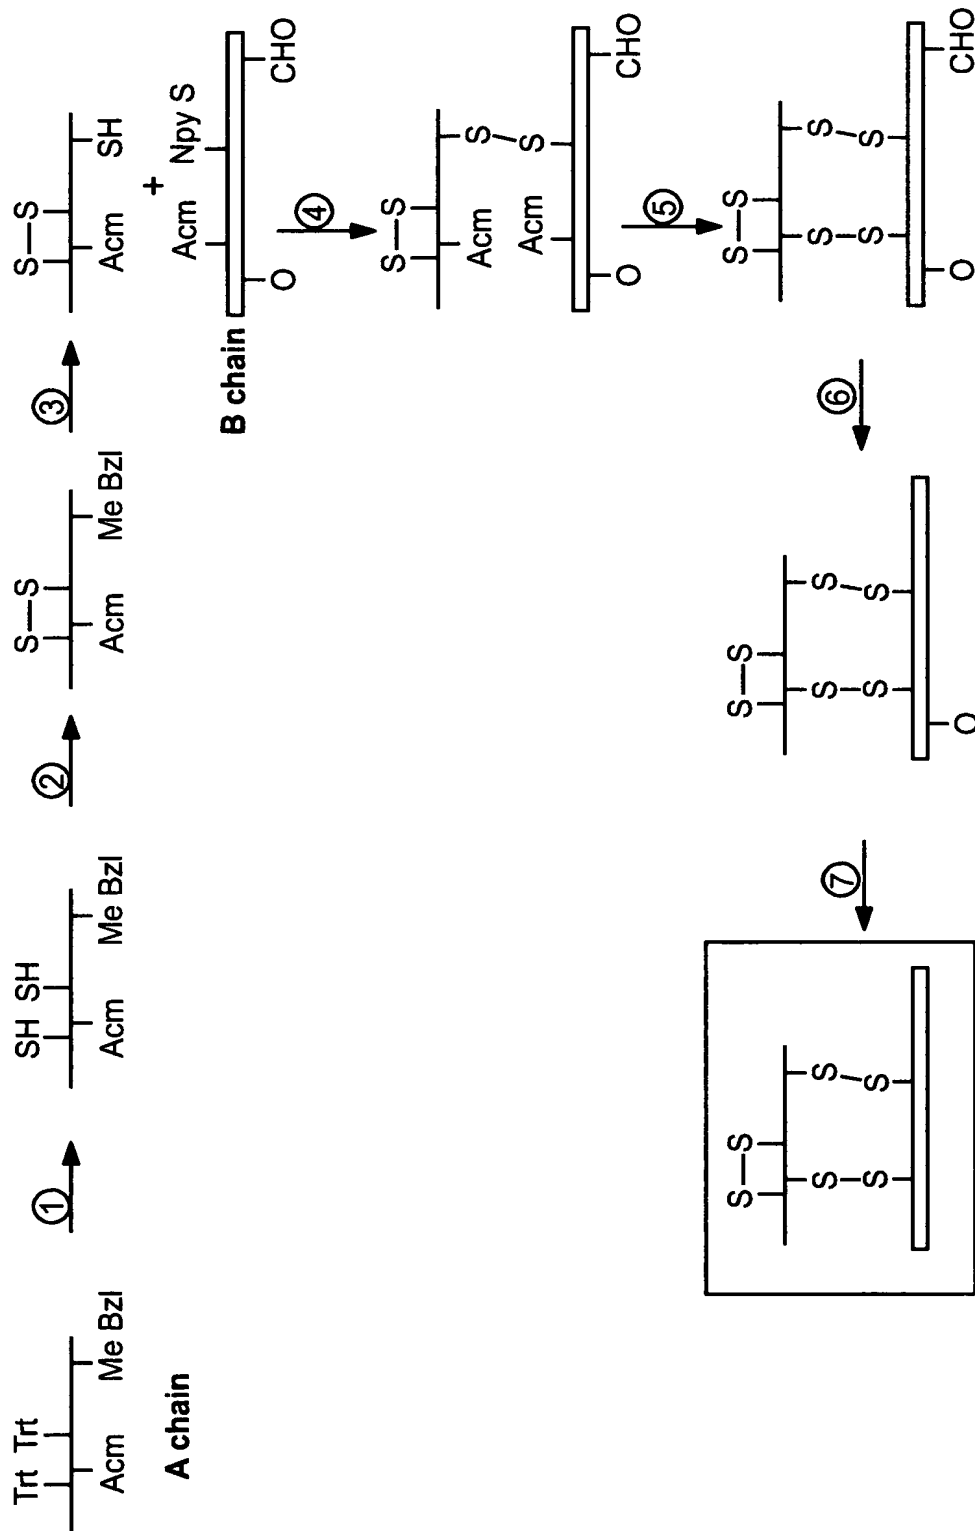 Trt Trt
Acm Me Bzl
A chain
①
SH SH
Acm Me Bzl
②
S—S
Acm Me Bzl
③
S—S
Acm SH
+
Acm Npy S
B chain
O CHO
④
S—S
Acm S
Acm S
O CHO
⑤
S—S
S S
S S
O CHO
⑥
S—S
S S
S S
O
⑦
S—S
S S
S S